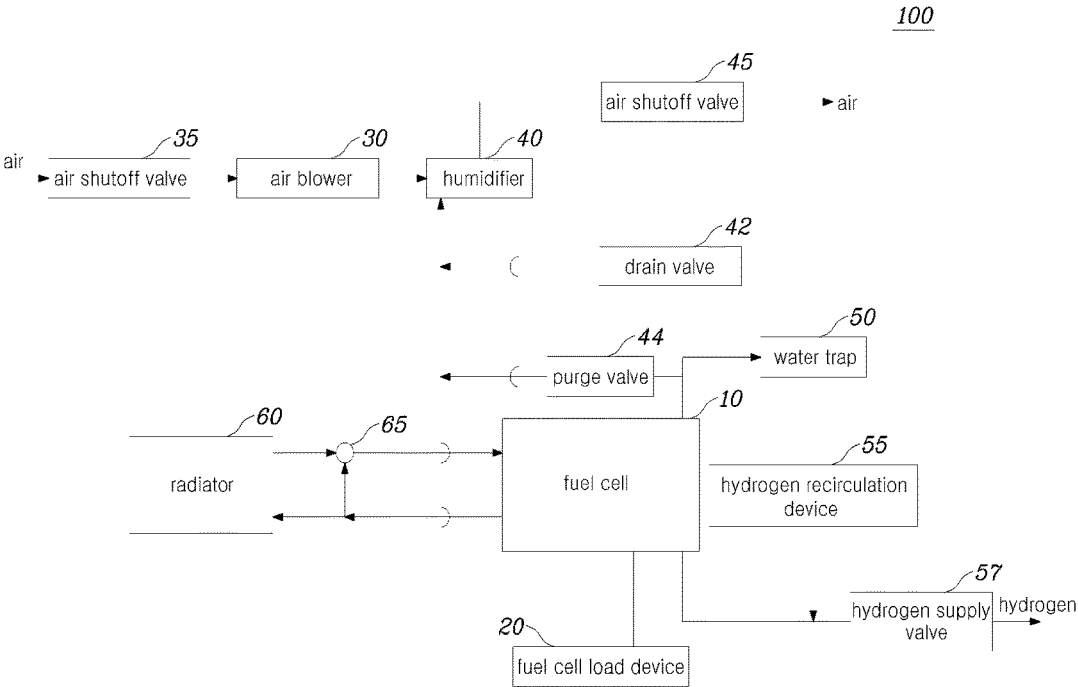 100
45
air shutoff valve
air
35
30
40
air
air shutoff valve
air blower
humidifier
42
drain valve
50
water trap
44
purge valve
10
60
65
radiator
fuel cell
55
hydrogen recirculation
device
57
hydrogen supply
valve
hydrogen
20
fuel cell load device